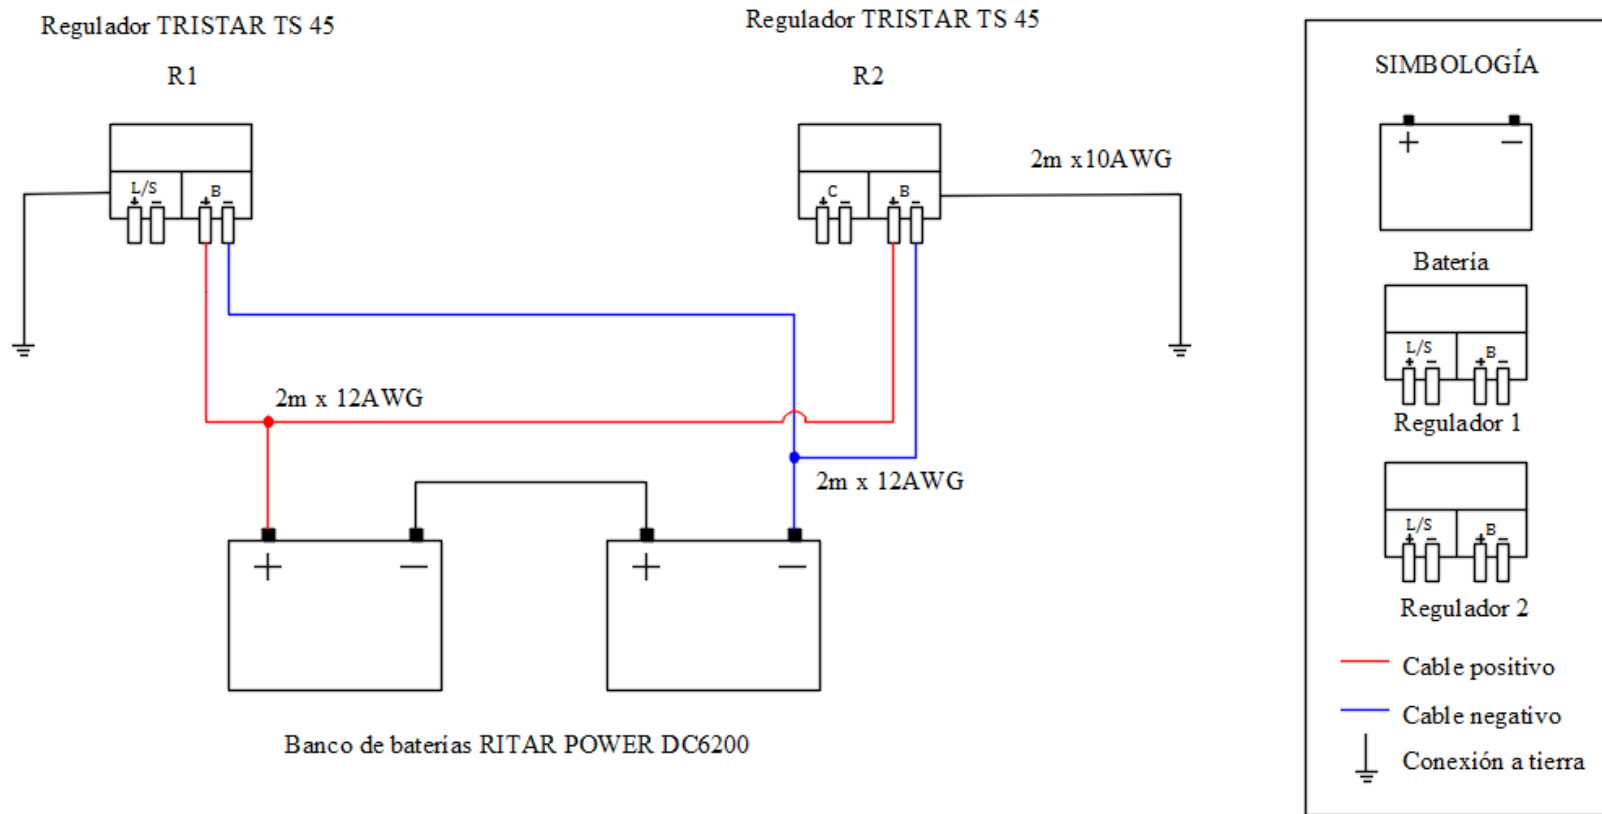 Regulador TRISTAR TS 45
R1
L/S
+ -
B
+ -
Regulador TRISTAR TS 45
R2
C
+ -
B
+ -
2m x10AWG
2m x 12AWG
2m x 12AWG
+ —
+ —
Banco de baterías RITAR POWER DC6200
SIMBOLOGÍA
+ —
Batería
L/S
+ -
B
+ -
Regulador 1
L/S
+ -
B
+ -
Regulador 2
Cable positivo
Cable negativo
Conexión a tierra